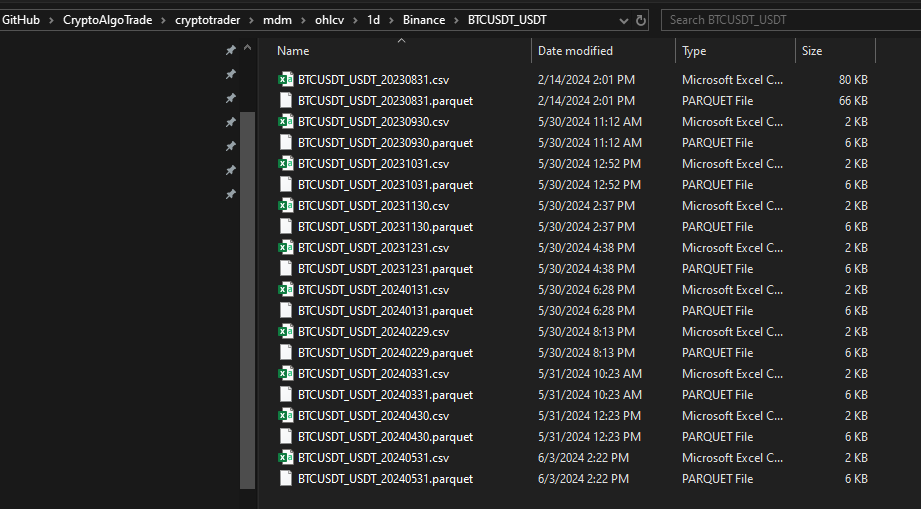 GitHub > CryptoAlgoTrade > cryptotrader > mdm > ohlcv > 1d > Binance > BTCUSDT_USDT Search BTCUSDT_USDT
Name Date modified Type Size
BTCUSDT_USDT_20230831.csv 2/14/2024 2:01 PM Microsoft Excel C... 80 KB
BTCUSDT_USDT_20230831.parquet 2/14/2024 2:01 PM PARQUET File 66 KB
BTCUSDT_USDT_20230930.csv 5/30/2024 11:12 AM Microsoft Excel C... 2 KB
BTCUSDT_USDT_20230930.parquet 5/30/2024 11:12 AM PARQUET File 6 KB
BTCUSDT_USDT_20231031.csv 5/30/2024 12:52 PM Microsoft Excel C... 2 KB
BTCUSDT_USDT_20231031.parquet 5/30/2024 12:52 PM PARQUET File 6 KB
BTCUSDT_USDT_20231130.csv 5/30/2024 2:37 PM Microsoft Excel C... 2 KB
BTCUSDT_USDT_20231130.parquet 5/30/2024 2:37 PM PARQUET File 6 KB
BTCUSDT_USDT_20231231.csv 5/30/2024 4:38 PM Microsoft Excel C... 2 KB
BTCUSDT_USDT_20231231.parquet 5/30/2024 4:38 PM PARQUET File 6 KB
BTCUSDT_USDT_20240131.csv 5/30/2024 6:28 PM Microsoft Excel C... 2 KB
BTCUSDT_USDT_20240131.parquet 5/30/2024 6:28 PM PARQUET File 6 KB
BTCUSDT_USDT_20240229.csv 5/30/2024 8:13 PM Microsoft Excel C... 2 KB
BTCUSDT_USDT_20240229.parquet 5/30/2024 8:13 PM PARQUET File 6 KB
BTCUSDT_USDT_20240331.csv 5/31/2024 10:23 AM Microsoft Excel C... 2 KB
BTCUSDT_USDT_20240331.parquet 5/31/2024 10:23 AM PARQUET File 6 KB
BTCUSDT_USDT_20240430.csv 5/31/2024 12:23 PM Microsoft Excel C... 2 KB
BTCUSDT_USDT_20240430.parquet 5/31/2024 12:23 PM PARQUET File 6 KB
BTCUSDT_USDT_20240531.csv 6/3/2024 2:22 PM Microsoft Excel C... 2 KB
BTCUSDT_USDT_20240531.parquet 6/3/2024 2:22 PM PARQUET File 6 KB